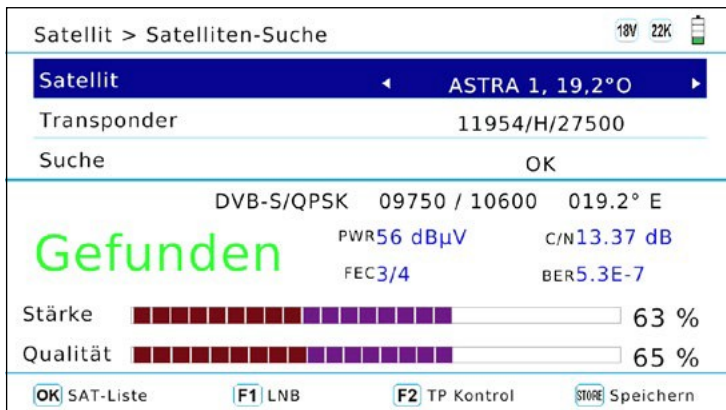 Satellit > Satelliten-Suche 18V 22K
Satellit ASTRA 1, 19,2°O
Transponder 11954/H/27500
Suche OK
DVB-S/QPSK 09750 / 10600 019.2° E
Gefunden
PWR56 dBµV C/N13.37 dB
FEC3/4 BER5.3E-7
Stärke 63 %
Qualität 65 %
OK SAT-Liste F1 LNB F2 TP Kontrol STORE Speichern